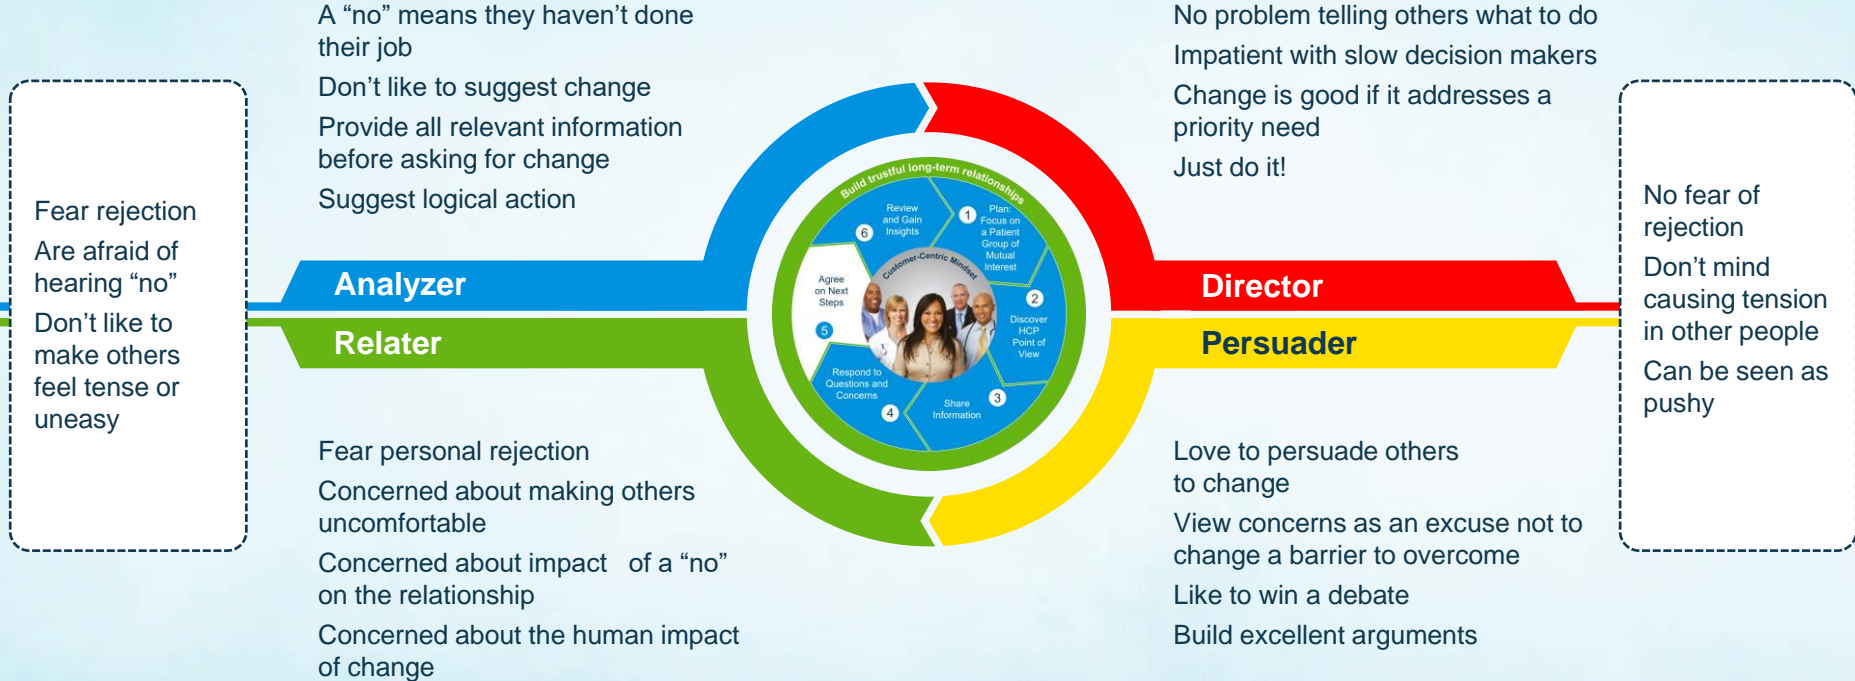 A “no” means they haven’t done
their job
Don’t like to suggest change
Provide all relevant information
before asking for change
Suggest logical action
No problem telling others what to do
Impatient with slow decision makers
Change is good if it addresses a
priority need
Just do it!
Fear rejection
Are afraid of
hearing “no”
Don’t like to
make others
feel tense or
uneasy
Analyzer
Relater
Build trustful long-term relationships
1
Plan:
Focus on
a Patient
Group of
Mutual
Interest
2
Discover
HCP
Point of
View
3
Share
Information
4
Respond to
Questions and
Concerns
5
Agree
on Next
Steps
6
Review
and Gain
Insights
Customer-Centric Mindset
Director
Persuader
No fear of
rejection
Don’t mind
causing tension
in other people
Can be seen as
pushy
Fear personal rejection
Concerned about making others
uncomfortable
Concerned about impact of a “no”
on the relationship
Concerned about the human impact
of change
Love to persuade others
to change
View concerns as an excuse not to
change a barrier to overcome
Like to win a debate
Build excellent arguments